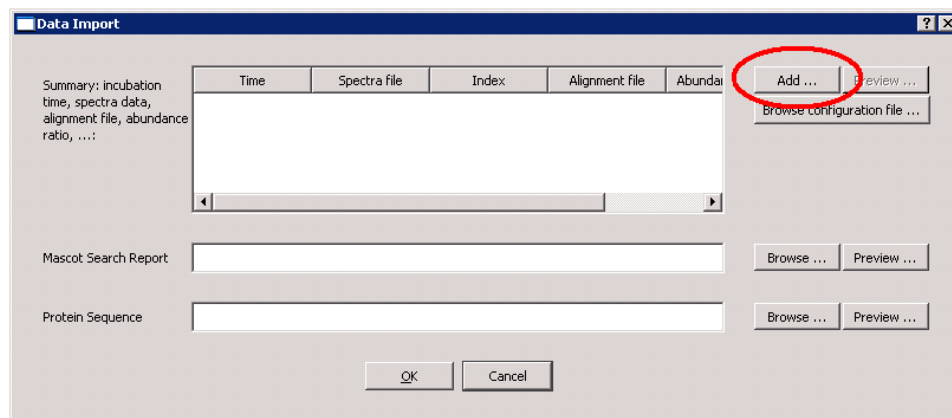 Data Import
Summary: incubation
time, spectra data,
alignment file, abundance
ratio, ...:
Time Spectra file Index Alignment file Abundar
Add ... Preview ...
Browse configuration file ...
Mascot Search Report
Browse ... Preview ...
Protein Sequence
Browse ... Preview ...
OK Cancel